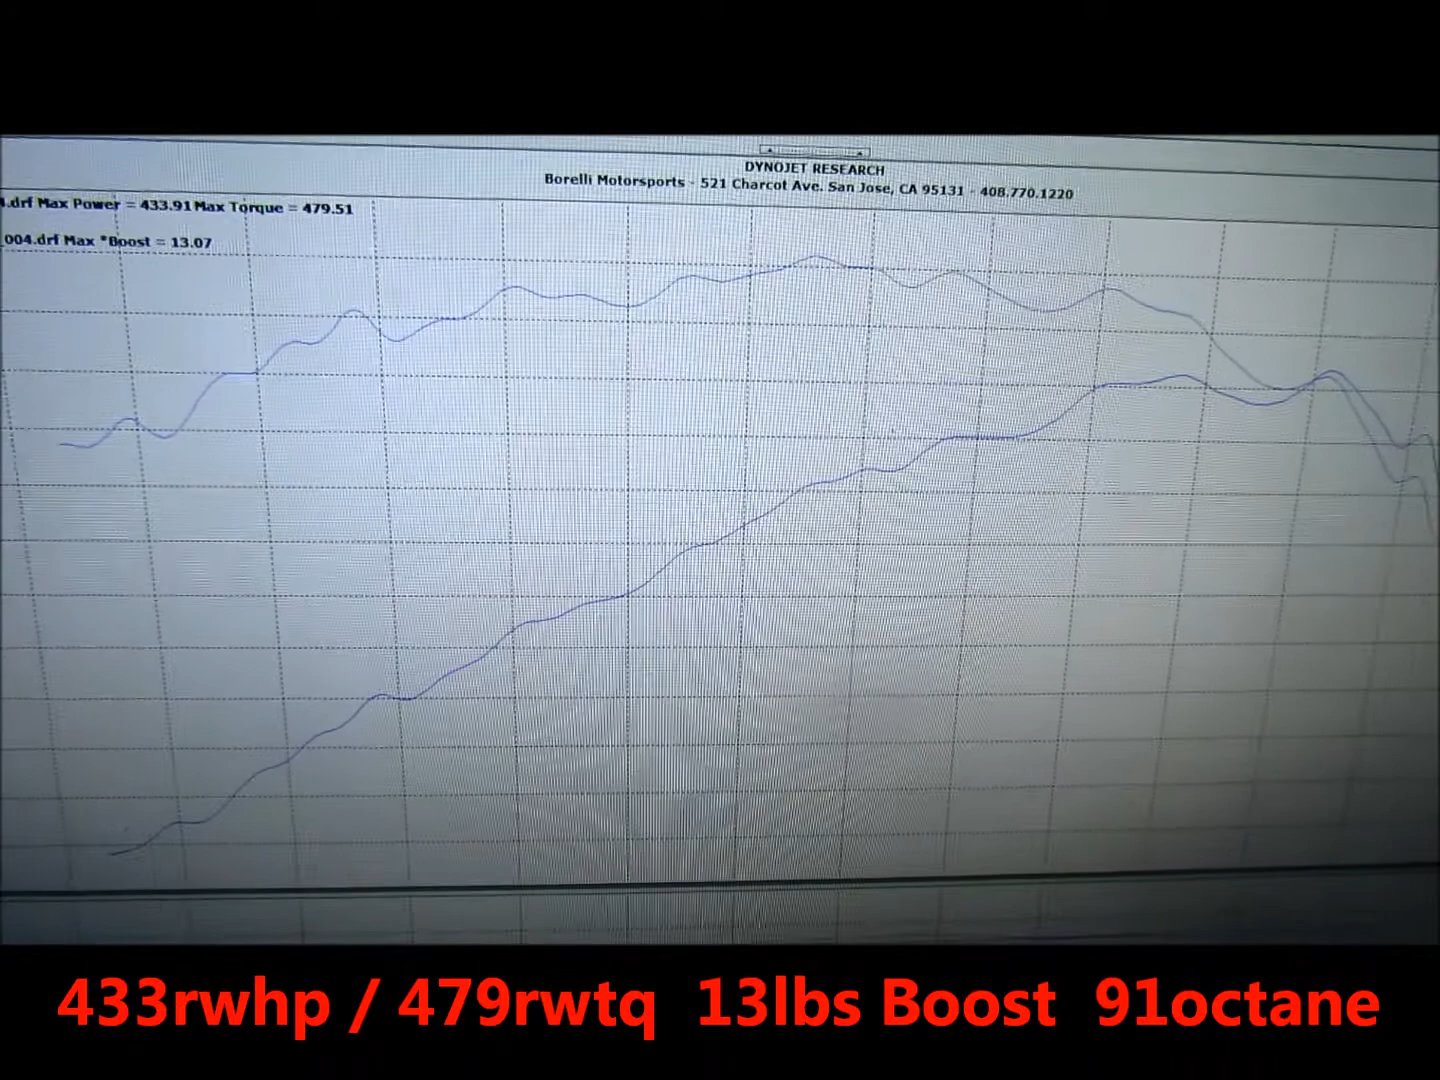 DYNOJET RESEARCH
Borelli Motorsports - 521 Charcot Ave. San Jose, CA 95131 - 408.770.1220
.drf Max Power = 433.91 Max Torque = 479.51
004.drf Max *Boost = 13.07
433rwhp / 479rwtq 13lbs Boost 91octane